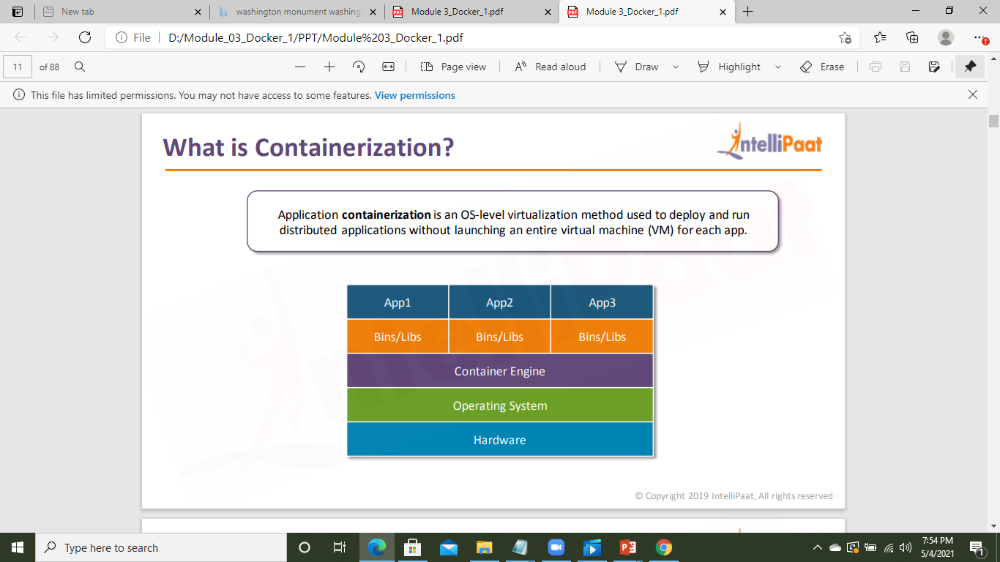 New tab
washington monument washingt
Module 3_Docker_1.pdf
Module 3_Docker_1.pdf
File
D:/Module_03_Docker_1/PPT/Module%203_Docker_1.pdf
11 of 88
Page view
Read aloud
Draw
Highlight
Erase
This file has limited permissions. You may not have access to some features. View permissions
What is Containerization?
IntelliPaat
Application containerization is an OS-level virtualization method used to deploy and run
distributed applications without launching an entire virtual machine (VM) for each app.
App1 App2 App3
Bins/Libs Bins/Libs Bins/Libs
Container Engine
Operating System
Hardware
© Copyright 2019 IntelliPaat, All rights reserved
Type here to search
7:54 PM
5/4/2021
1